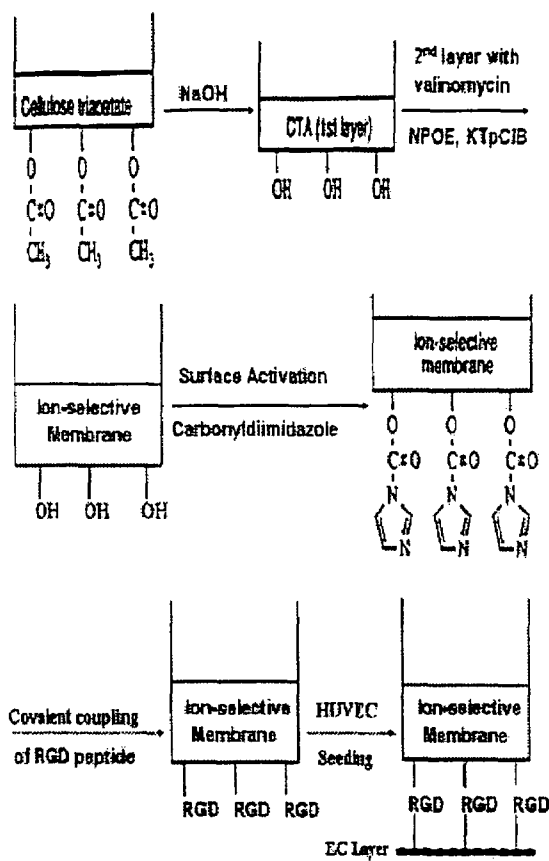 2nd layer with
Cellulose triacetate
NaOH
valinomycin
CTA (1st layer)
NPOE, KTpClB
O O O
OH OH OH
C=O C=O C=O
CH3 CH3 CH3
Ion-selective
membrane
Surface Activation
Ion-selective
Membrane
Carbonyldiimidazole
O O O
C=O C=O C=O
OH OH OH
N N N
N N N
Covalent coupling
of RGD peptide
Ion-selective
Membrane
HUVEC
Seeding
Ion-selective
Membrane
RGD RGD RGD
RGD RGD RGD
EC Layer